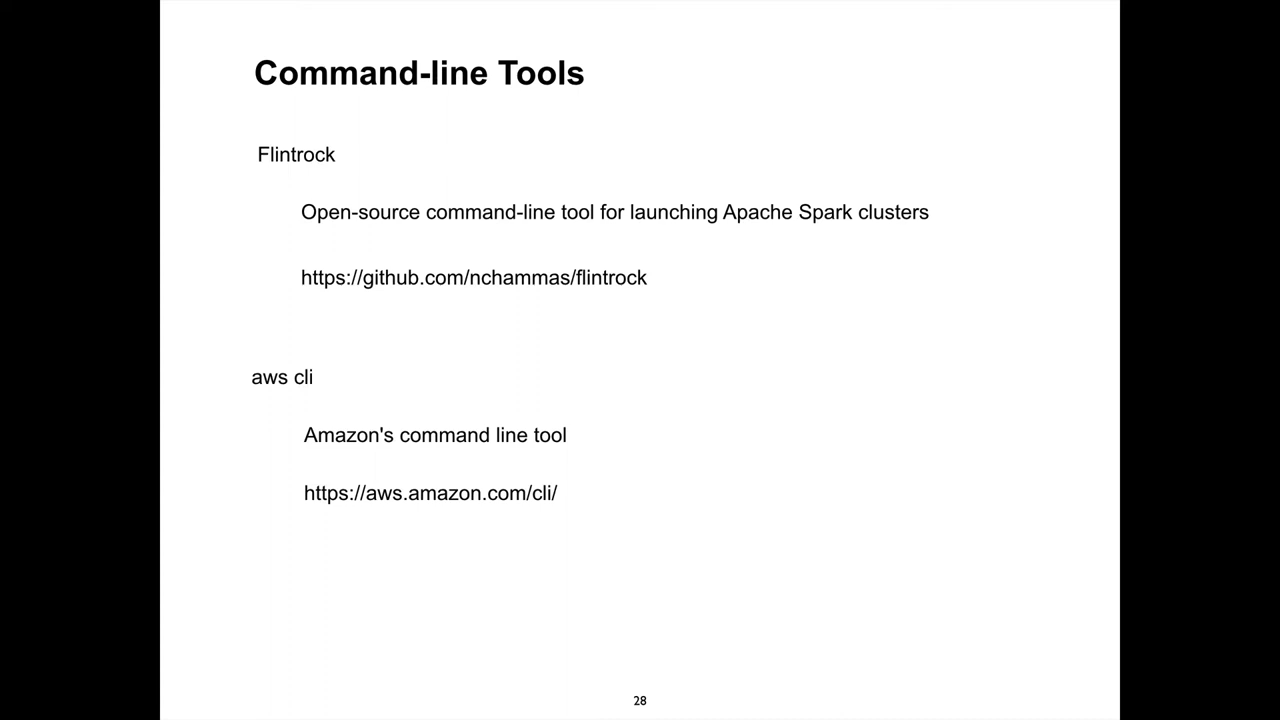 Command-line Tools
Flintrock
Open-source command-line tool for launching Apache Spark clusters
https://github.com/nchammas/flintrock
aws cli
Amazon's command line tool
https://aws.amazon.com/cli/
28